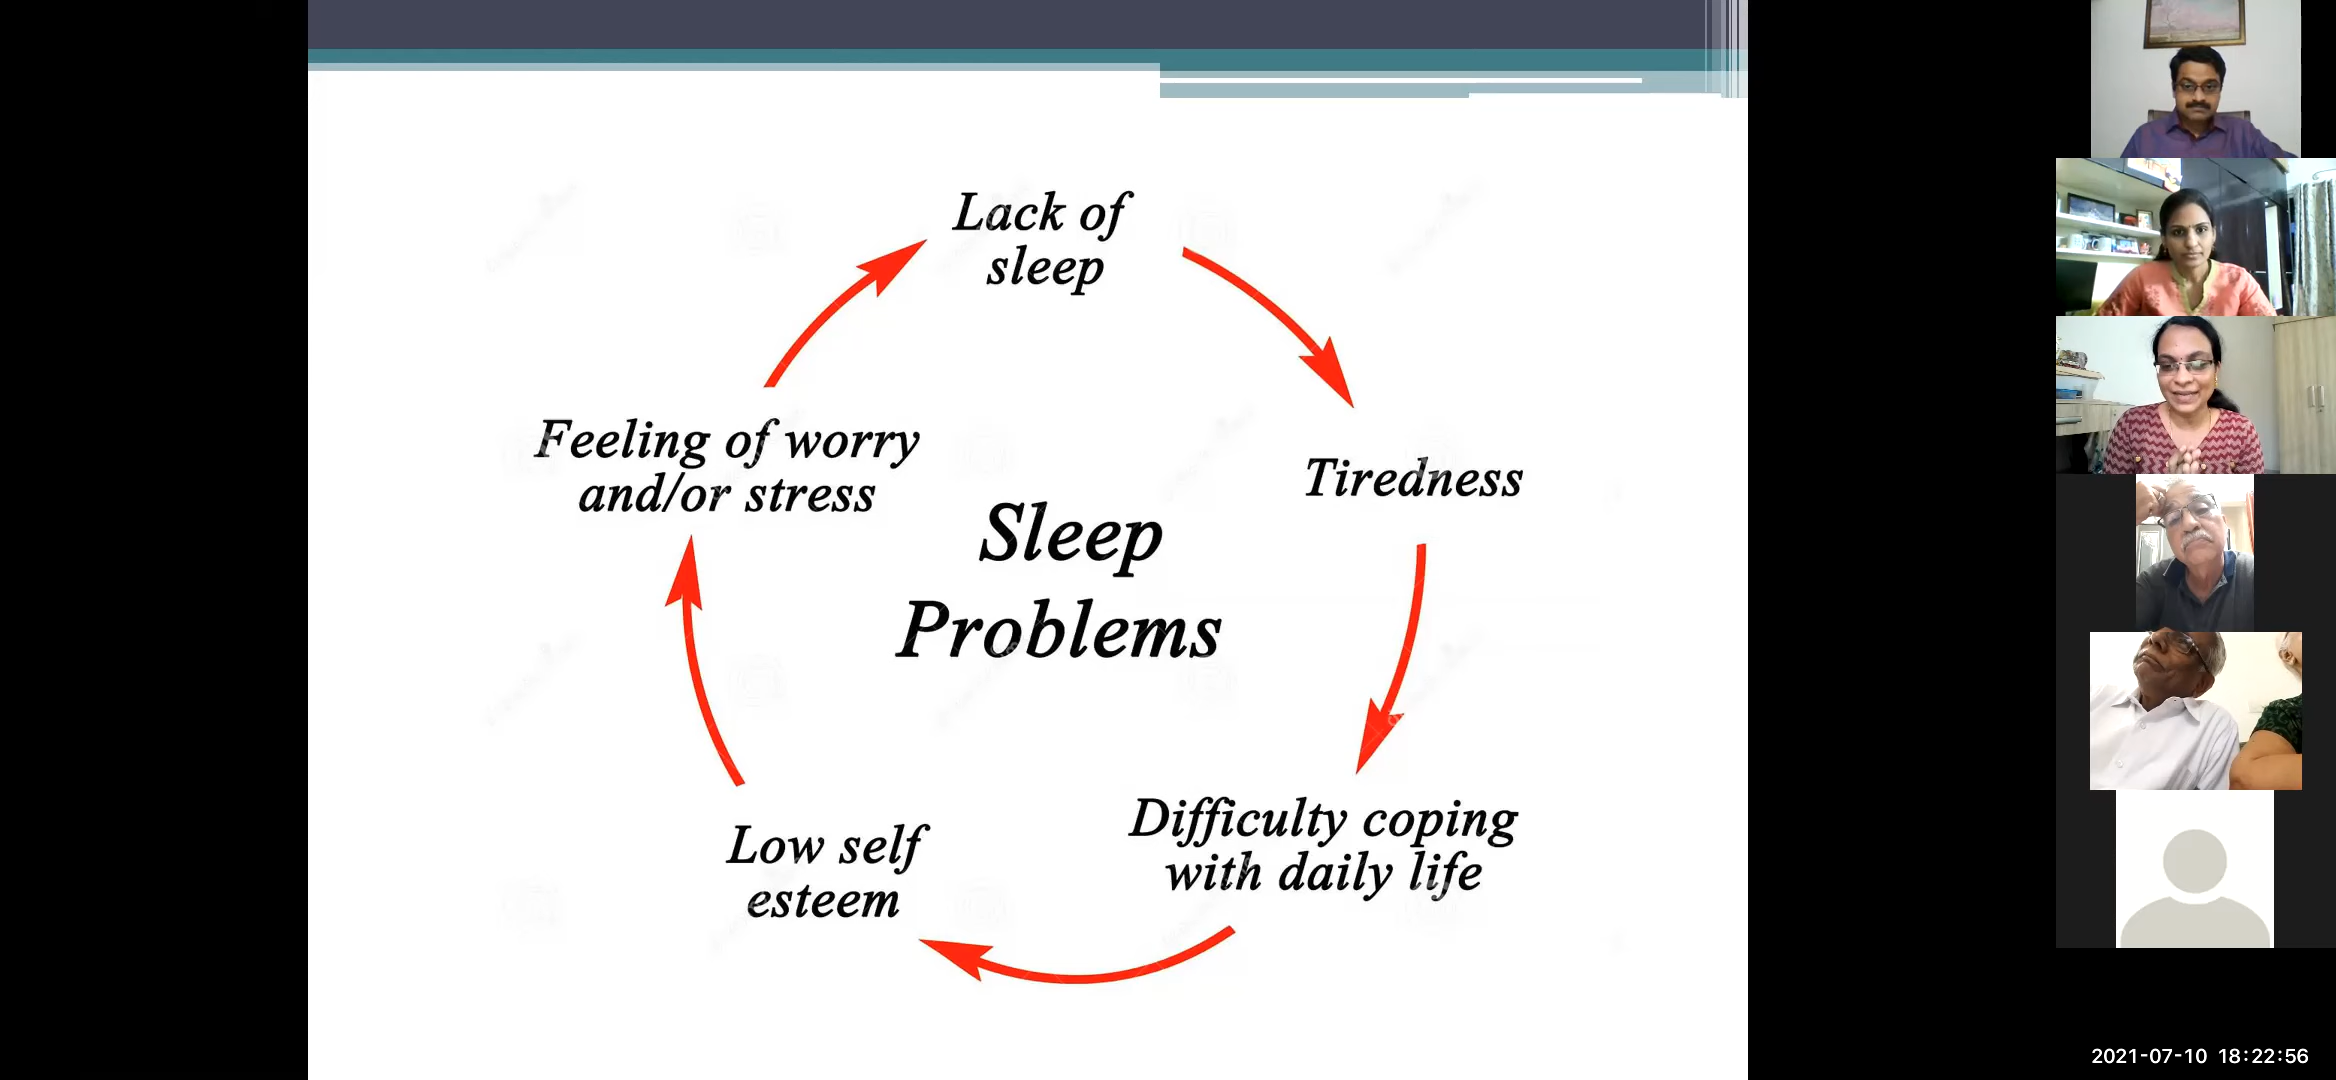 Lack of
sleep
Tiredness
Difficulty coping
with daily life
Low self
esteem
Feeling of worry
and/or stress
Sleep
Problems
2021-07-10 18:22:56